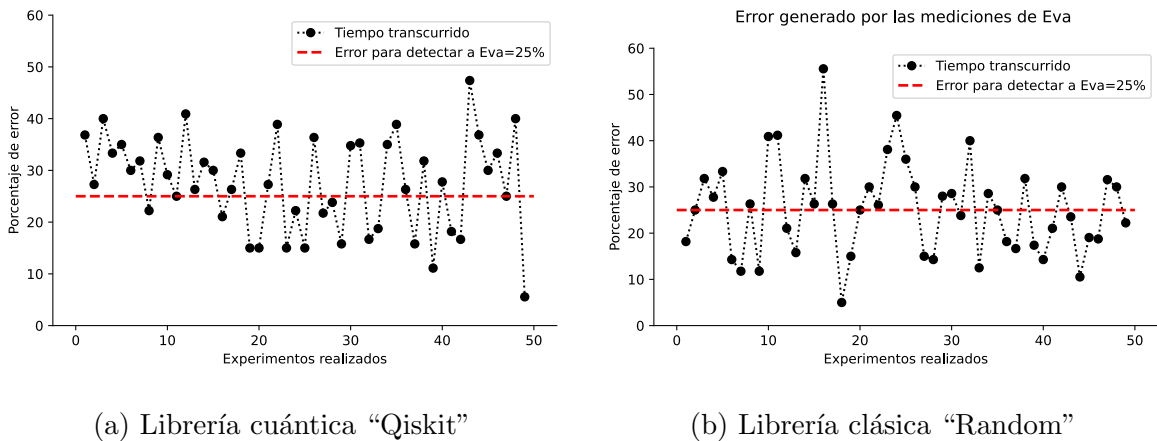 60
50
40
30
20
10
0
Porcentaje de error
Tiempo transcurrido
Error para detectar a Eva=25%
0 10 20 30 40 50
Experimentos realizados
(a) Librería cuántica “Qiskit”
Error generado por las mediciones de Eva
60
50
40
30
20
10
0
Porcentaje de error
Tiempo transcurrido
Error para detectar a Eva=25%
0 10 20 30 40 50
Experimentos realizados
(b) Librería clásica “Random”